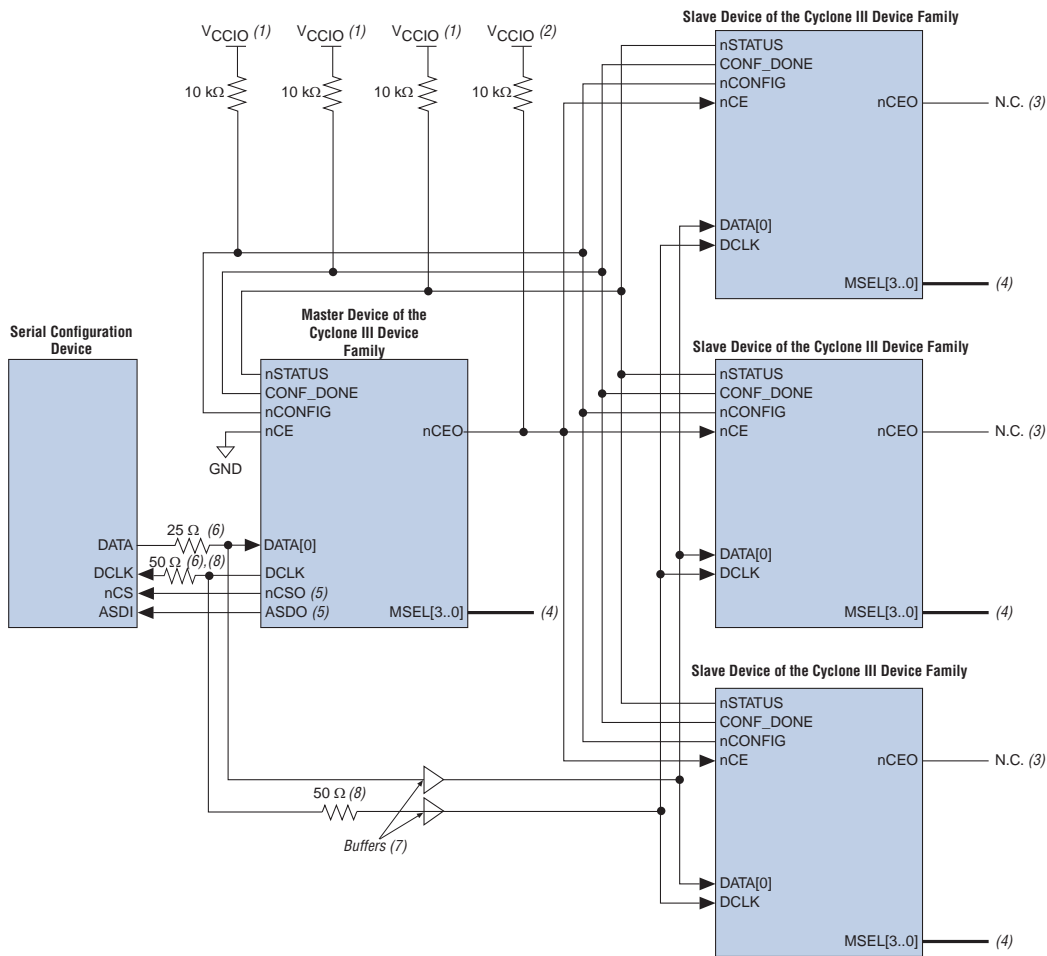 Slave Device of the Cyclone III Device Family
VCCIO (1)
VCCIO (1)
VCCIO (1)
VCCIO (2)
10 kΩ
10 kΩ
10 kΩ
10 kΩ
nSTATUS
CONF_DONE
nCONFIG
nCE
nCEO
N.C. (3)
DATA[0]
DCLK
MSEL[3..0]
(4)
Serial Configuration
Device
DATA
DCLK
nCS
ASDI
25 Ω (6)
50 Ω (6),(8)
Master Device of the
Cyclone III Device
Family
nSTATUS
CONF_DONE
nCONFIG
nCE
nCEO
GND
DATA[0]
DCLK
nCSO (5)
ASDO (5)
MSEL[3..0]
(4)
Slave Device of the Cyclone III Device Family
nSTATUS
CONF_DONE
nCONFIG
nCE
nCEO
N.C. (3)
DATA[0]
DCLK
MSEL[3..0]
(4)
Slave Device of the Cyclone III Device Family
nSTATUS
CONF_DONE
nCONFIG
nCE
nCEO
N.C. (3)
50 Ω (8)
Buffers (7)
DATA[0]
DCLK
MSEL[3..0]
(4)